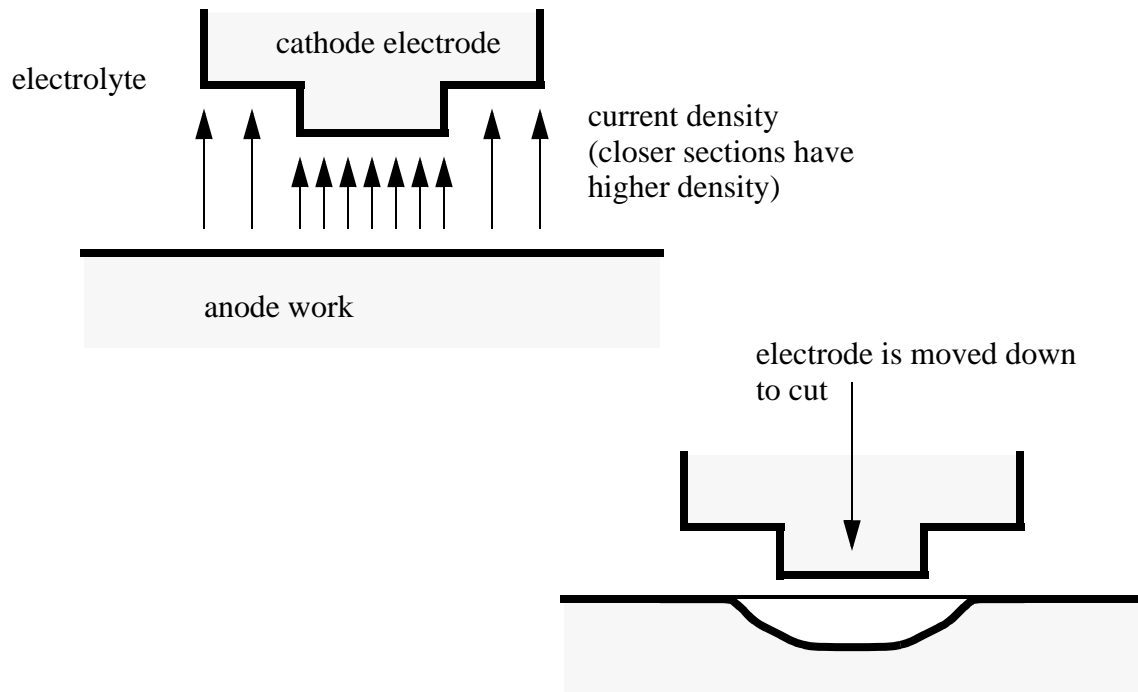 cathode electrode
electrolyte
current density
(closer sections have
higher density)
anode work
electrode is moved down
to cut